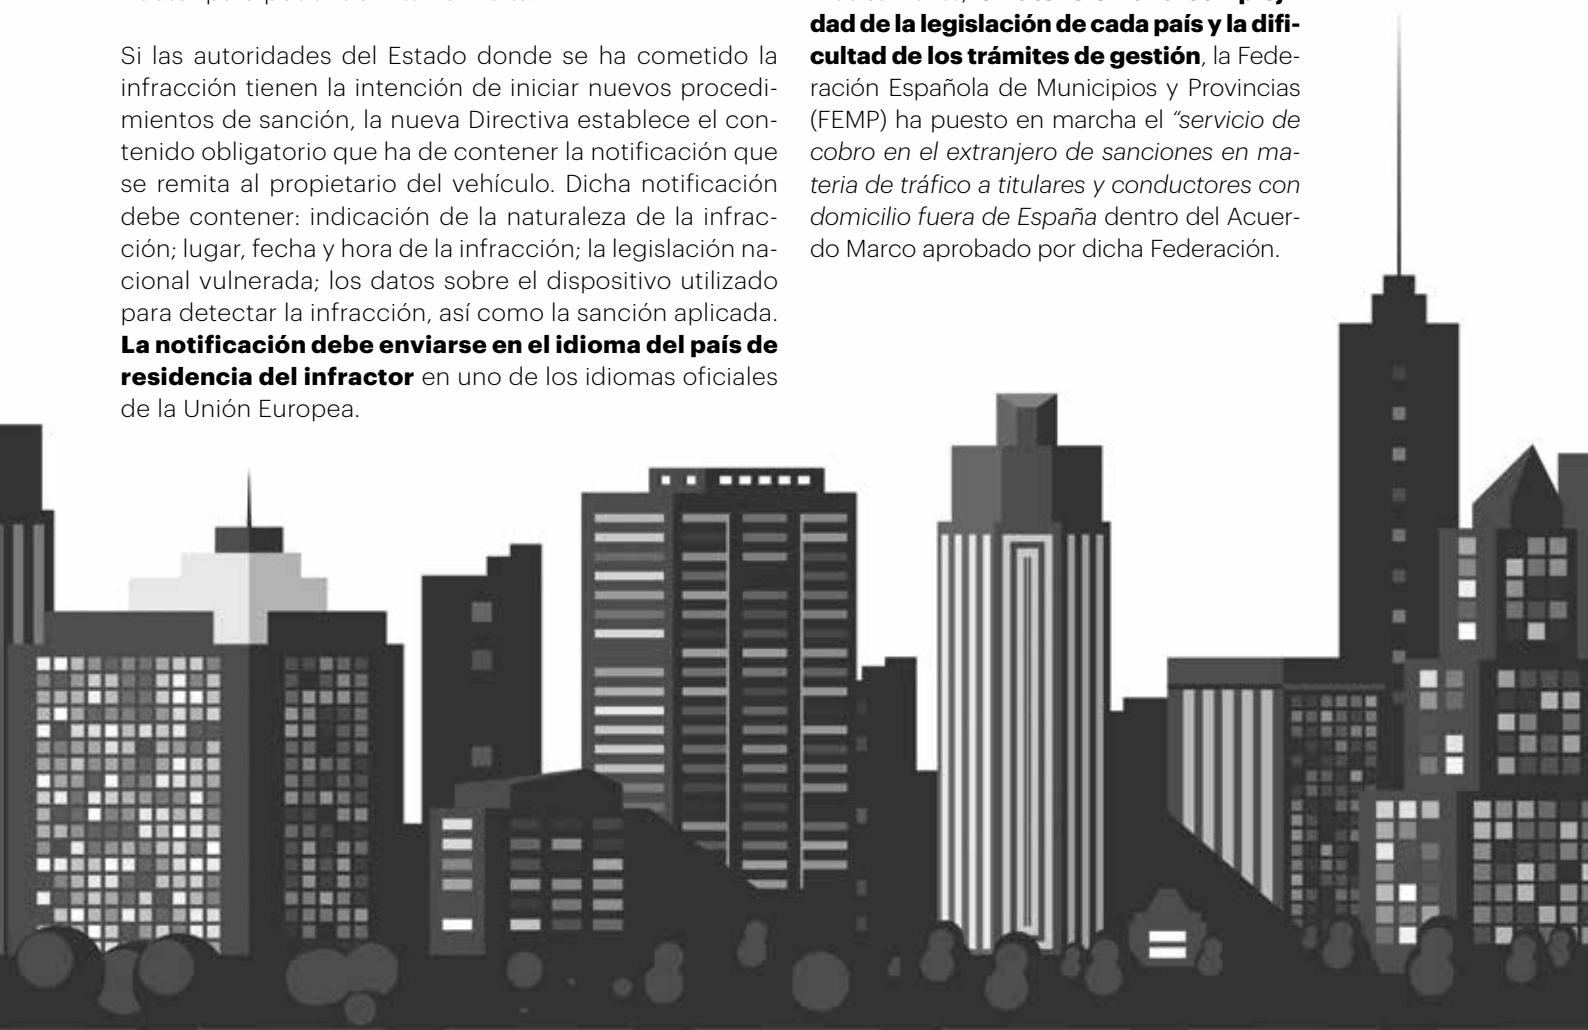 Si las autoridades del Estado donde se ha cometido la
infracción tienen la intención de iniciar nuevos procedi-
mientos de sanción, la nueva Directiva establece el con-
tenido obligatorio que ha de contener la notificación que
se remita al propietario del vehículo. Dicha notificación
debe contener: indicación de la naturaleza de la infrac-
ción; lugar, fecha y hora de la infracción; la legislación na-
cional vulnerada; los datos sobre el dispositivo utilizado
para detectar la infracción, así como la sanción aplicada.
La notificación debe enviarse en el idioma del país de
residencia del infractor en uno de los idiomas oficiales
de la Unión Europea.
dad de la legislación de cada país y la difi-
cultad de los trámites de gestión, la Fede-
ración Española de Municipios y Provincias
(FEMP) ha puesto en marcha el “servicio de
cobro en el extranjero de sanciones en ma-
teria de tráfico a titulares y conductores con
domicilio fuera de España dentro del Acuer-
do Marco aprobado por dicha Federación.